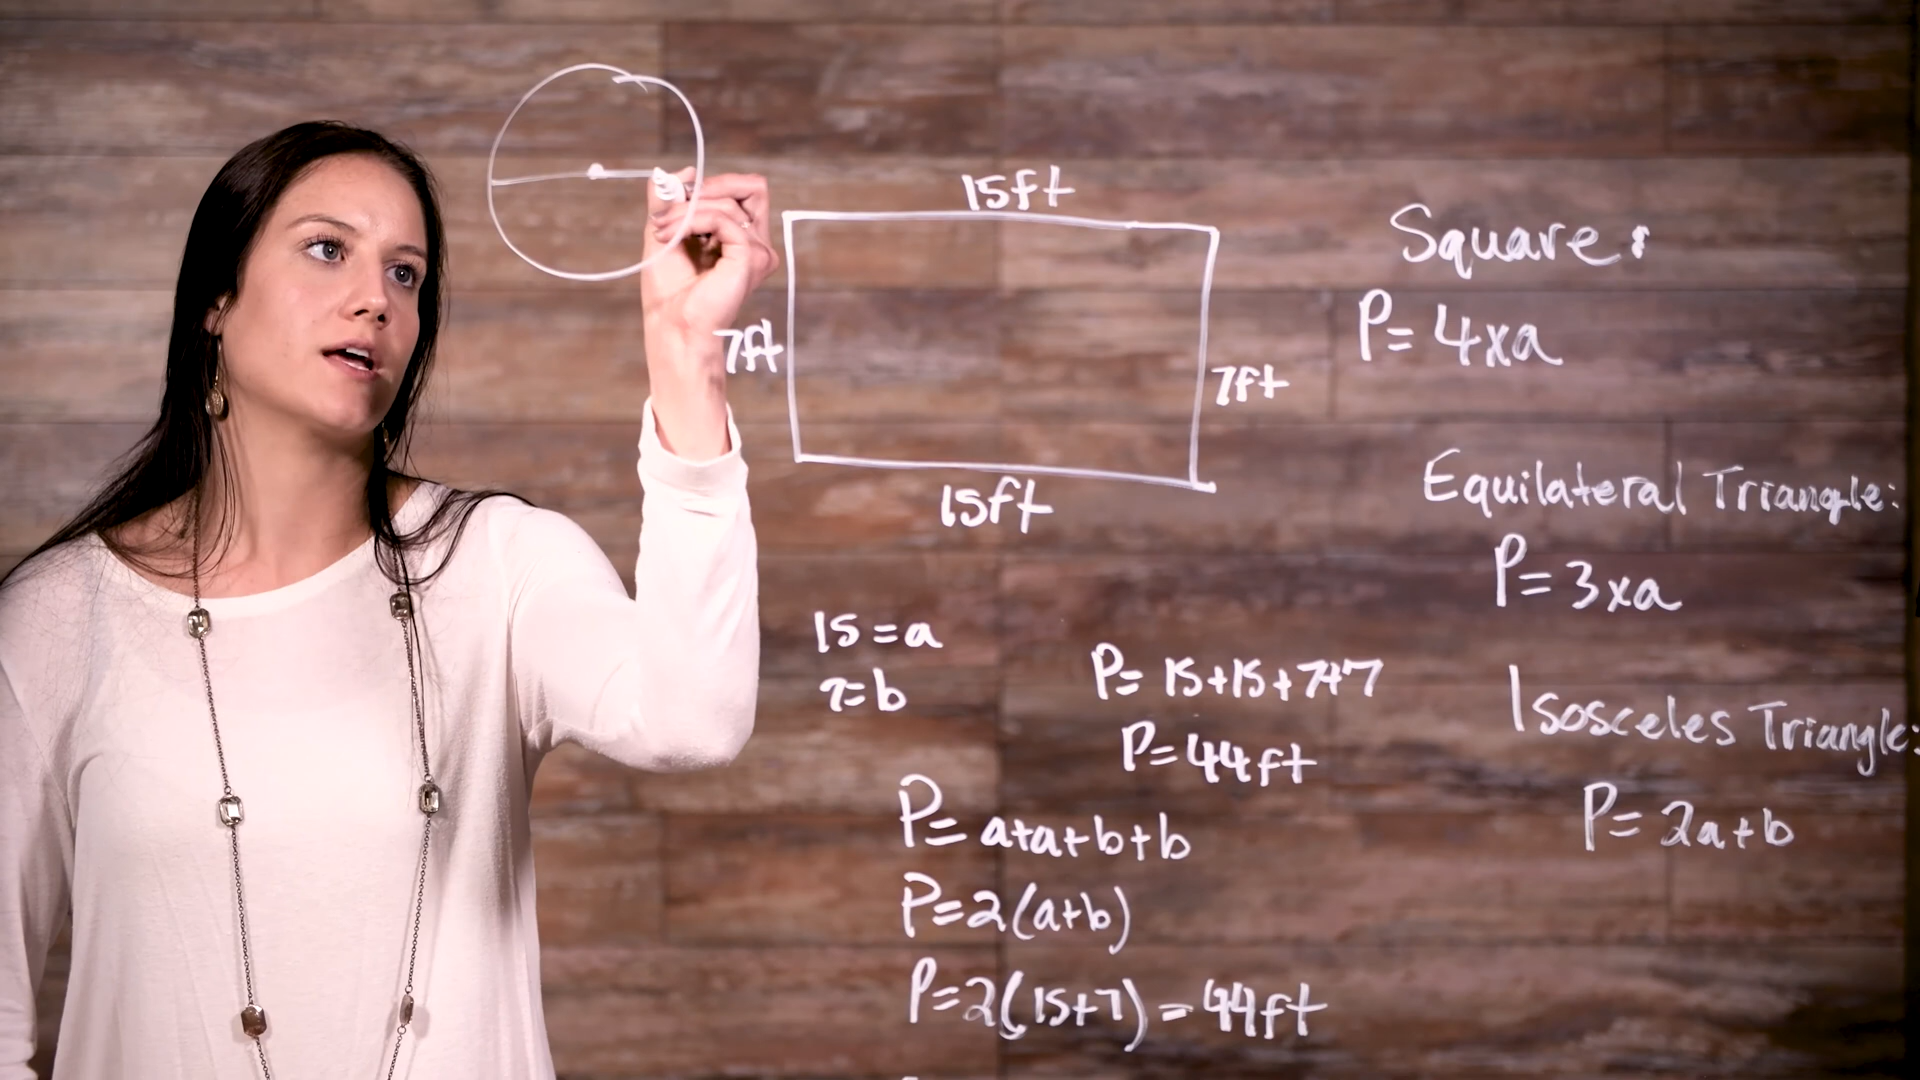 15ft
7ft
7ft
15ft
15=a
7=b
P= 15+15+7+7
P=44ft
P= a+a+b+b
P=2(a+b)
P=2(15+7)=44ft
Square:
P= 4xa
Equilateral Triangle:
P= 3xa
Isosceles Triangle:
P= 2a+b